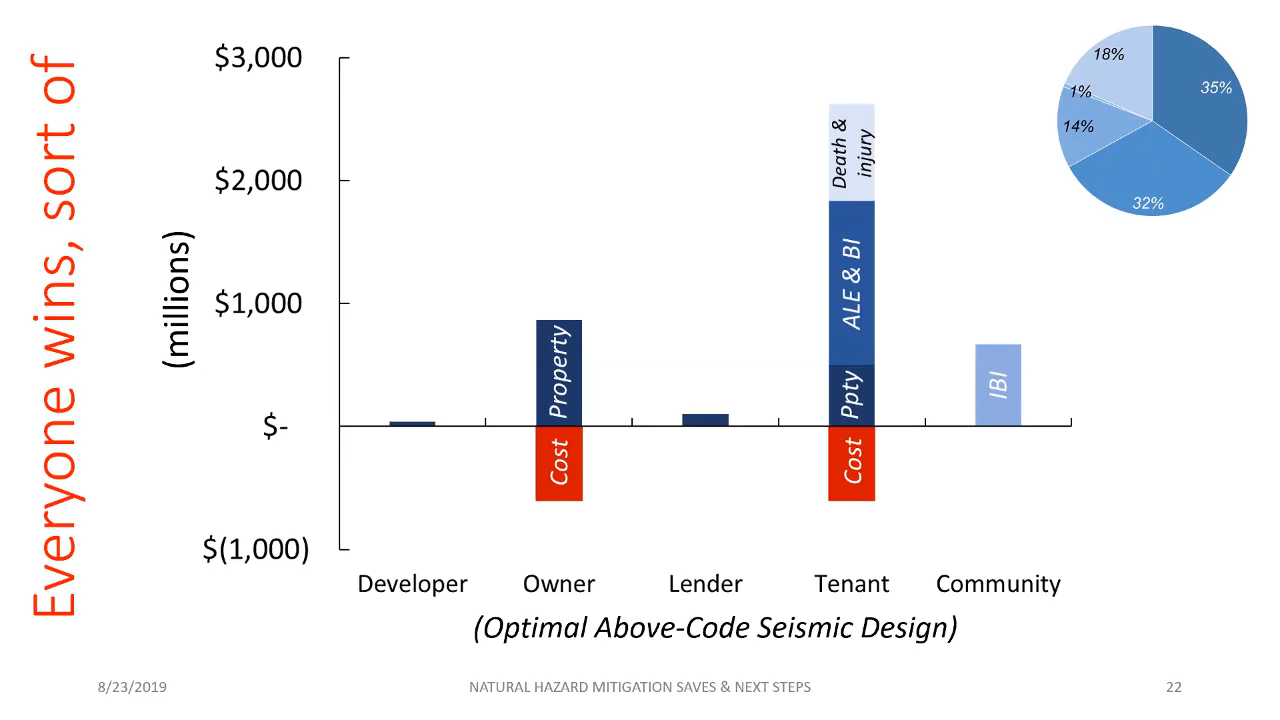 Everyone wins, sort of
(millions)
$3,000
$2,000
$1,000
$-
$(1,000)
Property
Cost
Death &
injury
ALE & BI
Ppty
Cost
IBI
Developer
Owner
Lender
Tenant
Community
(Optimal Above-Code Seismic Design)
18%
35%
1%
14%
32%
8/23/2019
NATURAL HAZARD MITIGATION SAVES & NEXT STEPS
22